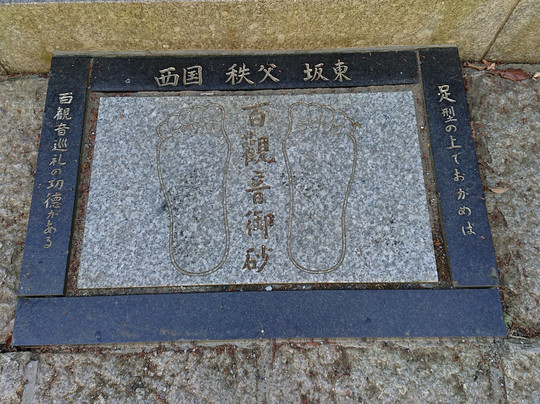 西国 秩父 坂東
百観音御砂
足型の上でおがめば
百観音巡礼の功徳がある